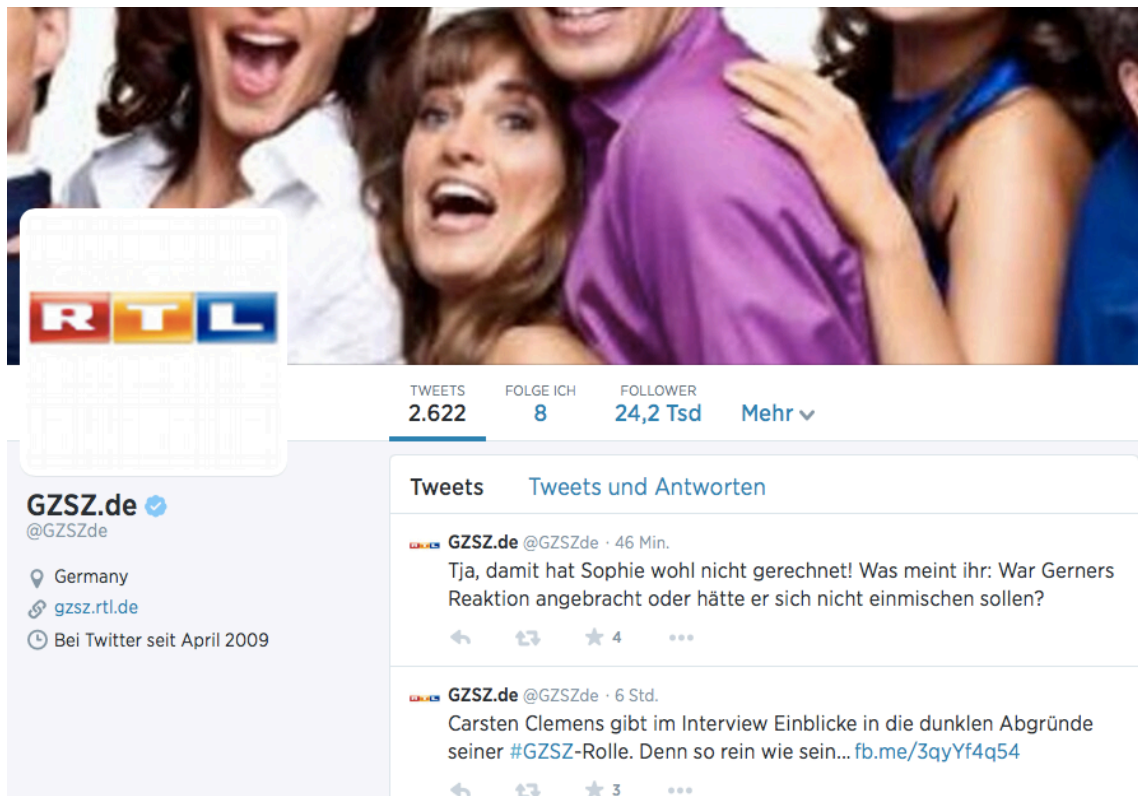 RTL
TWEETS FOLGE ICH FOLLOWER
2.622 8 24,2 Tsd Mehr
GZSZ.de
@GZSZde
Germany
gzsz.rtl.de
Bei Twitter seit April 2009
Tweets Tweets und Antworten
RTL GZSZ.de @GZSZde · 46 Min.
Tja, damit hat Sophie wohl nicht gerechnet! Was meint ihr: War Gerners
Reaktion angebracht oder hätte er sich nicht einmischen sollen?
4
RTL GZSZ.de @GZSZde · 6 Std.
Carsten Clemens gibt im Interview Einblicke in die dunklen Abgründe
seiner #GZSZ-Rolle. Denn so rein wie sein... fb.me/3qyYf4q54
3